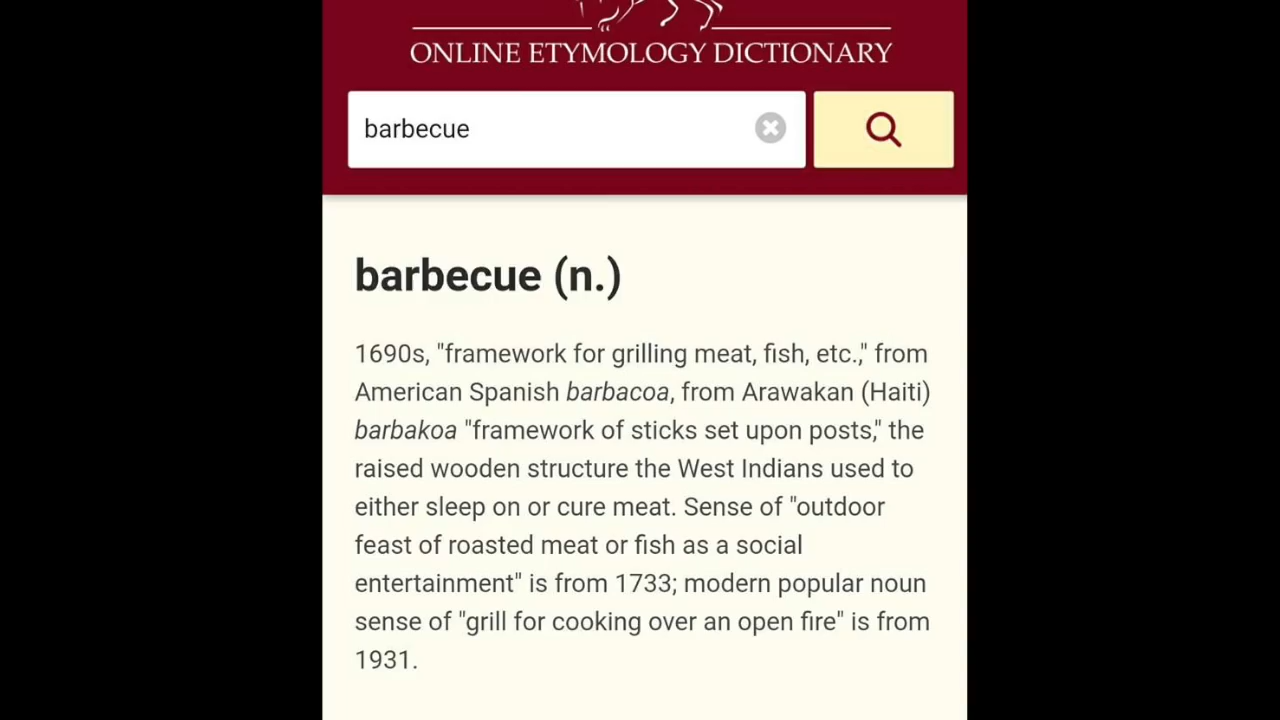 ONLINE ETYMOLOGY DICTIONARY
barbecue
barbecue (n.)
1690s, "framework for grilling meat, fish, etc.," from
American Spanish barbacoa, from Arawakan (Haiti)
barbakoa "framework of sticks set upon posts," the
raised wooden structure the West Indians used to
either sleep on or cure meat. Sense of "outdoor
feast of roasted meat or fish as a social
entertainment" is from 1733; modern popular noun
sense of "grill for cooking over an open fire" is from
1931.